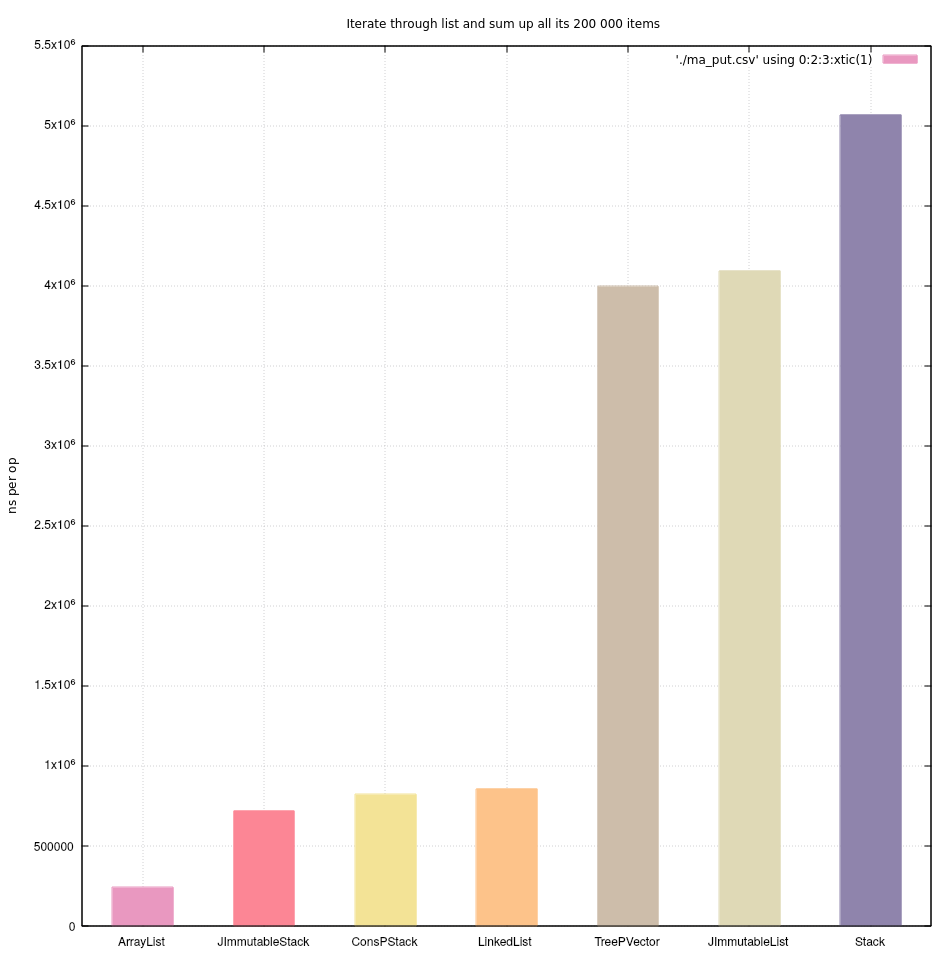 Iterate through list and sum up all its 200 000 items
'./ma_put.csv' using 0:2:3:xtic(1)
5.5x10⁶
5x10⁶
4.5x10⁶
4x10⁶
3.5x10⁶
3x10⁶
2.5x10⁶
2x10⁶
1.5x10⁶
1x10⁶
500000
0
ns per op
ArrayList
JImmutableStack
ConsPStack
LinkedList
TreePVector
JImmutableList
Stack